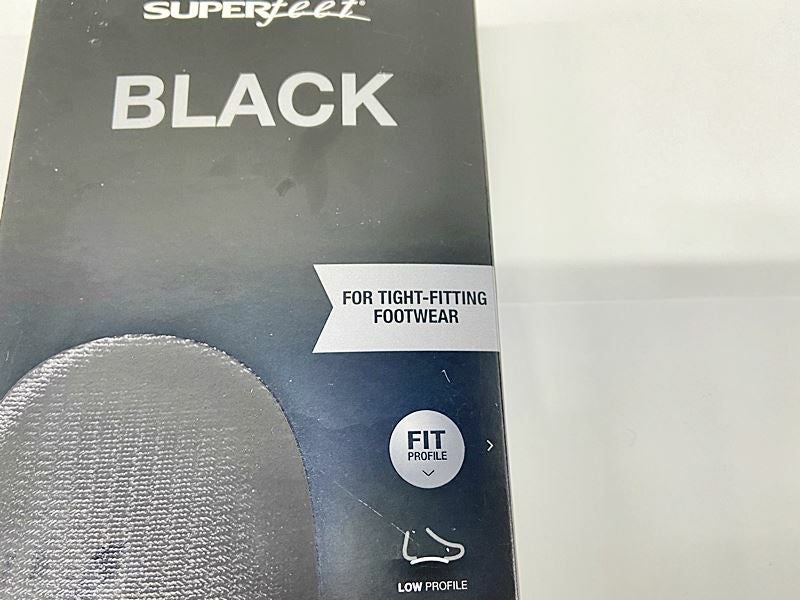 SUPERfeet®
BLACK
FOR TIGHT-FITTING
FOOTWEAR
FIT
PROFILE
LOW PROFILE